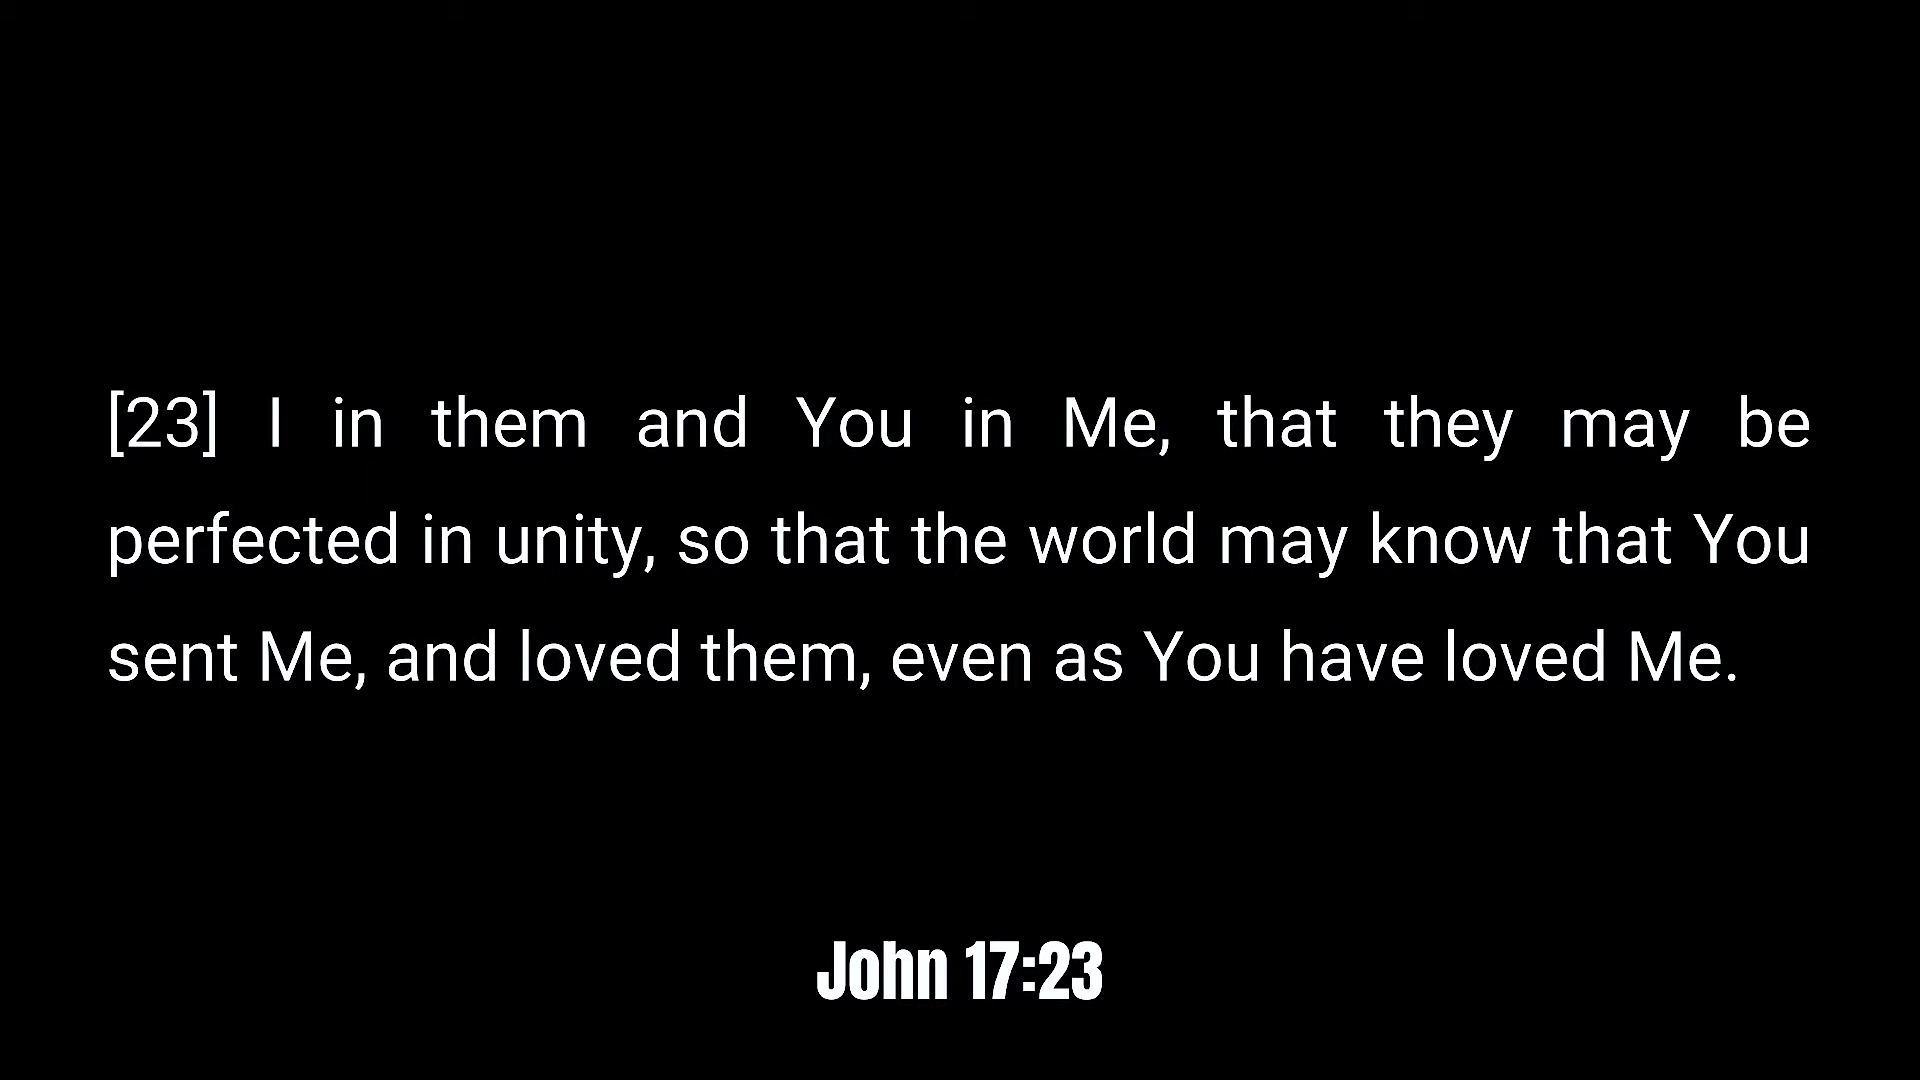 [23] I in them and You in Me, that they may be
perfected in unity, so that the world may know that You
sent Me, and loved them, even as You have loved Me.
John 17:23